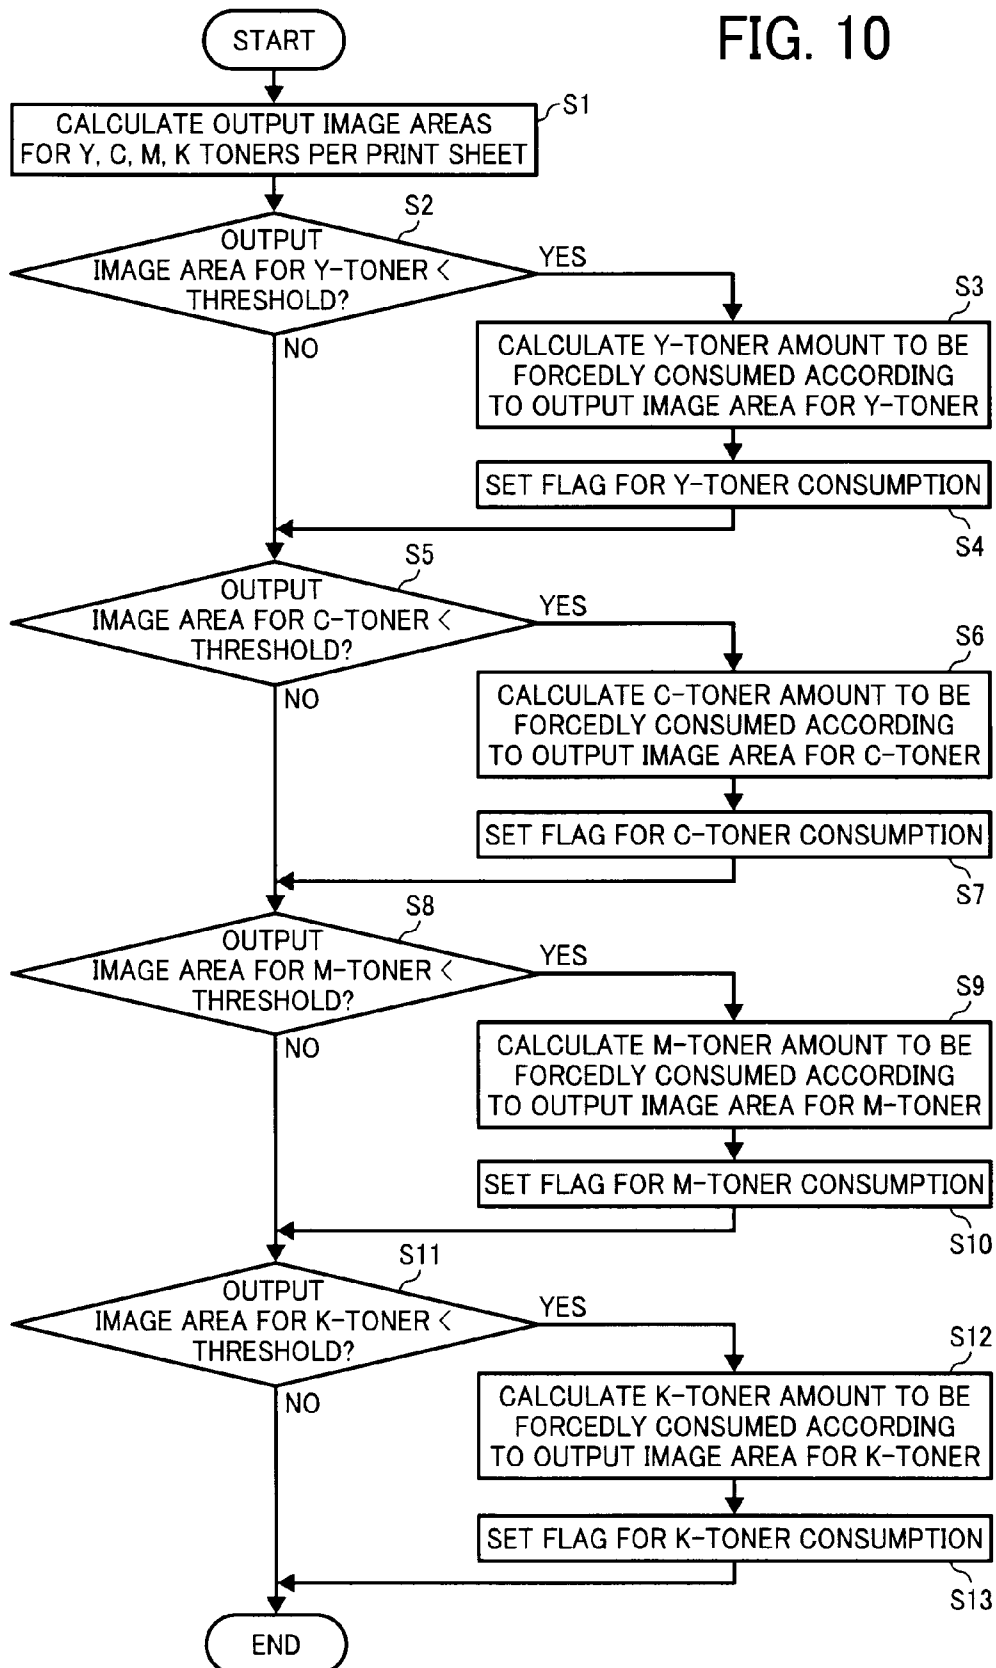 FIG. 10
START
S1
CALCULATE OUTPUT IMAGE AREAS
FOR Y, C, M, K TONERS PER PRINT SHEET
S2
OUTPUT
IMAGE AREA FOR Y-TONER <
THRESHOLD?
YES
NO
S3
CALCULATE Y-TONER AMOUNT TO BE
FORCEDLY CONSUMED ACCORDING
TO OUTPUT IMAGE AREA FOR Y-TONER
SET FLAG FOR Y-TONER CONSUMPTION
S4
S5
OUTPUT
IMAGE AREA FOR C-TONER <
THRESHOLD?
YES
NO
S6
CALCULATE C-TONER AMOUNT TO BE
FORCEDLY CONSUMED ACCORDING
TO OUTPUT IMAGE AREA FOR C-TONER
SET FLAG FOR C-TONER CONSUMPTION
S7
S8
OUTPUT
IMAGE AREA FOR M-TONER <
THRESHOLD?
YES
NO
S9
CALCULATE M-TONER AMOUNT TO BE
FORCEDLY CONSUMED ACCORDING
TO OUTPUT IMAGE AREA FOR M-TONER
SET FLAG FOR M-TONER CONSUMPTION
S10
S11
OUTPUT
IMAGE AREA FOR K-TONER <
THRESHOLD?
YES
NO
S12
CALCULATE K-TONER AMOUNT TO BE
FORCEDLY CONSUMED ACCORDING
TO OUTPUT IMAGE AREA FOR K-TONER
SET FLAG FOR K-TONER CONSUMPTION
S13
END